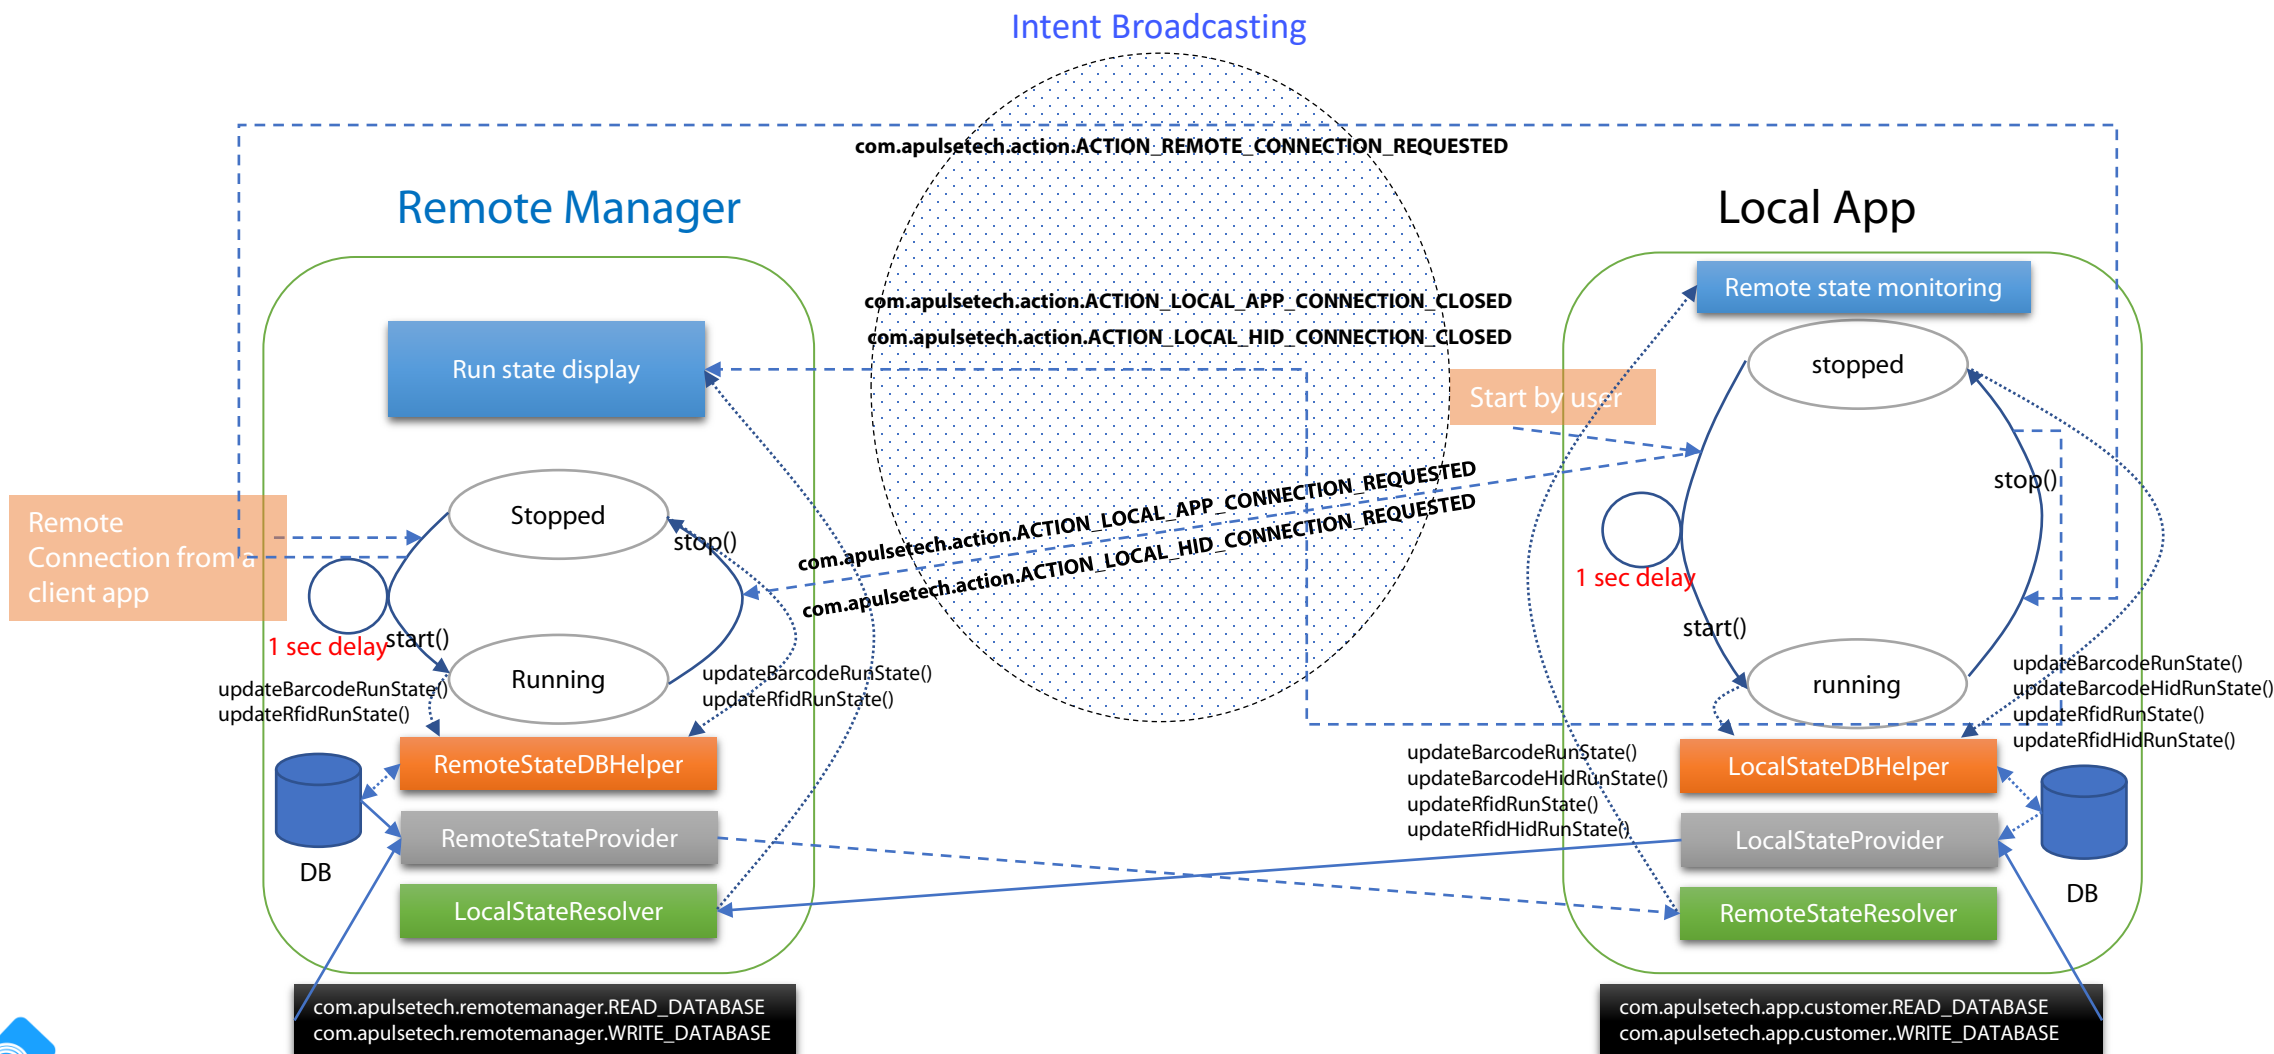 Intent Broadcasting
com.apulsetech.action.ACTION_REMOTE_CONNECTION_REQUESTED
Remote Manager
Local App
Remote state monitoring
com.apulsetech.action.ACTION_LOCAL_APP_CONNECTION_CLOSED
com.apulsetech.action.ACTION_LOCAL_HID_CONNECTION_CLOSED
Run state display
stopped
Start by user
stop()
com.apulsetech.action.ACTION_LOCAL_APP_CONNECTION_REQUESTED
com.apulsetech.action.ACTION_LOCAL_HID_CONNECTION_REQUESTED
Remote
Connection from a
client app
Stopped
stop()
1 sec delay
start()
1 sec delay
start()
Running
running
updateBarcodeRunState()
updateRfidRunState()
updateBarcodeRunState()
updateRfidRunState()
updateBarcodeRunState()
updateBarcodeHidRunState()
updateRfidRunState()
updateRfidHidRunState()
updateBarcodeRunState()
updateBarcodeHidRunState()
updateRfidRunState()
updateRfidHidRunState()
RemoteStateDBHelper
LocalStateDBHelper
RemoteStateProvider
LocalStateProvider
DB
DB
LocalStateResolver
RemoteStateResolver
com.apulsetech.remotemanager.READ_DATABASE
com.apulsetech.remotemanager.WRITE_DATABASE
com.apulsetech.app.customer.READ_DATABASE
com.apulsetech.app.customer..WRITE_DATABASE